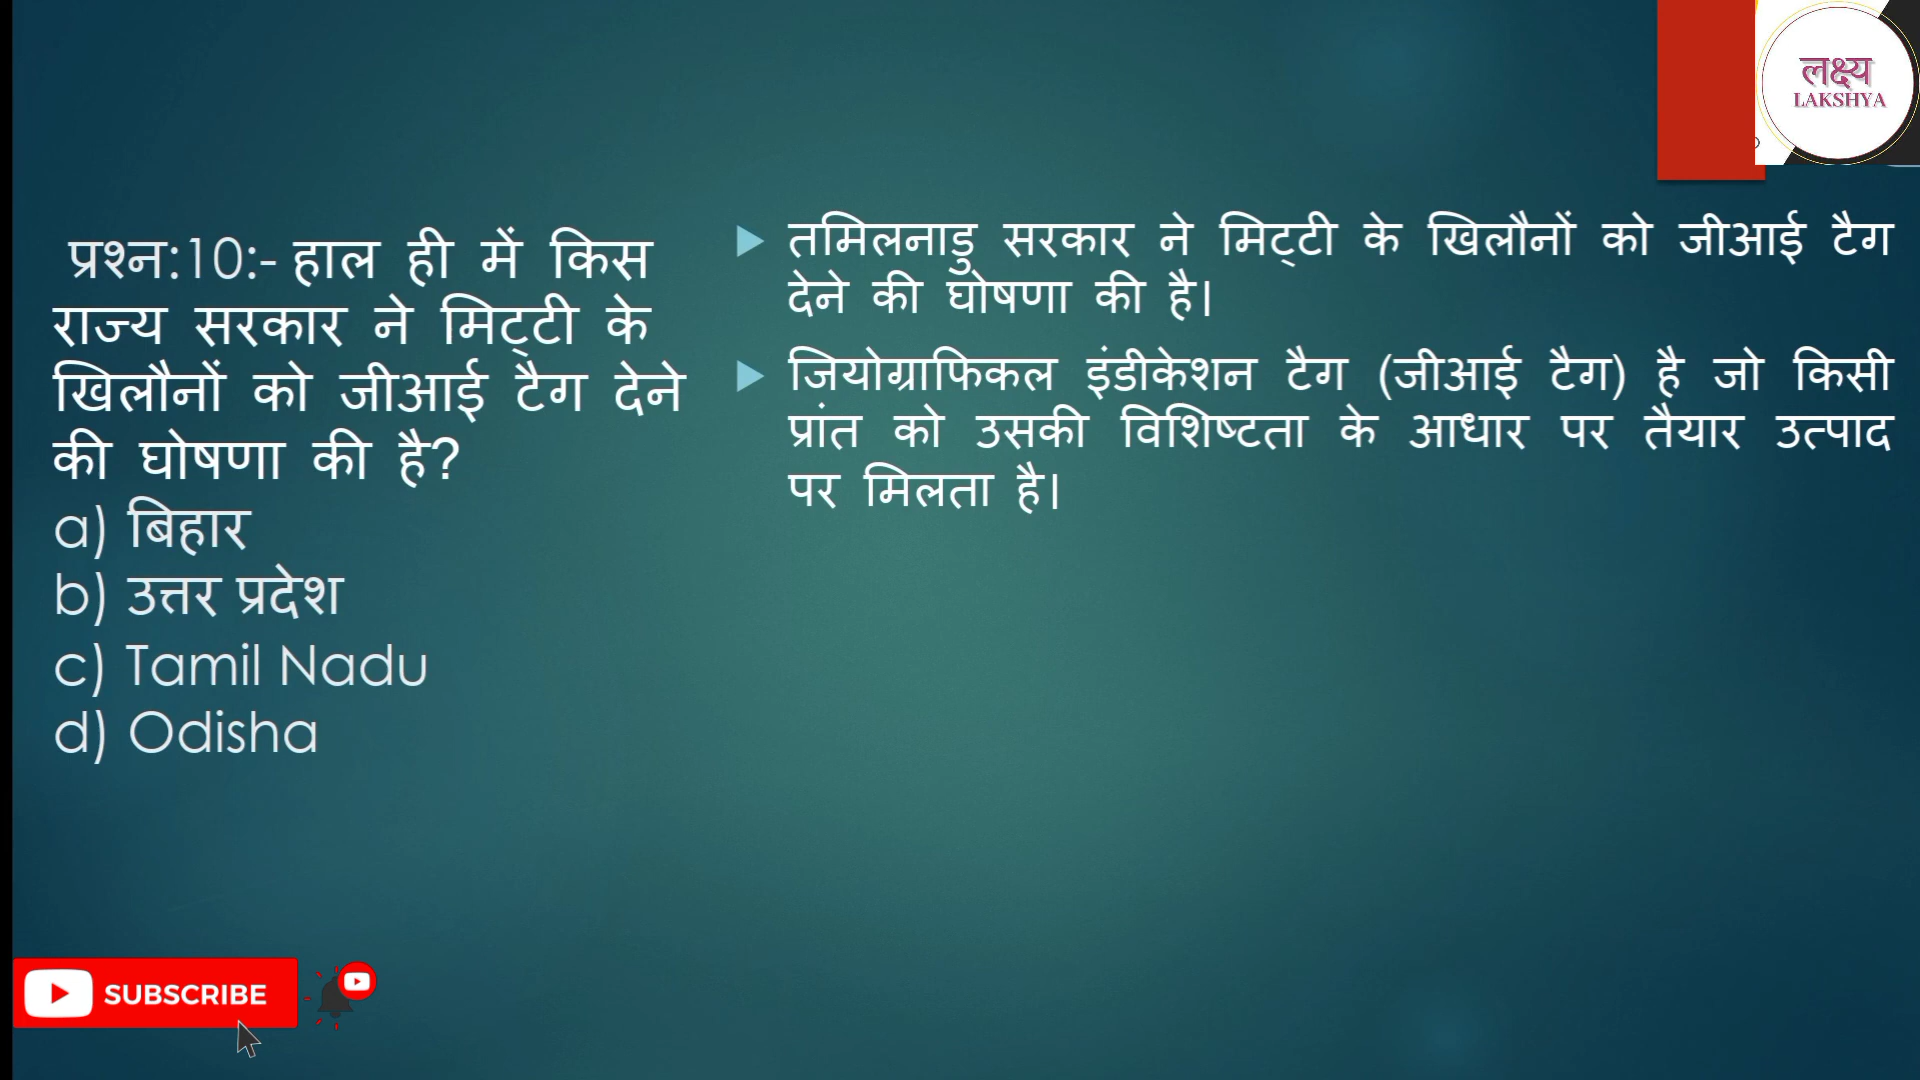 लक्ष्य
LAKSHYA
प्रश्न:10:- हाल ही में किस
राज्य सरकार ने मिट्टी के
खिलौनों को जीआई टैग देने
की घोषणा की है?
a) बिहार
b) उत्तर प्रदेश
c) Tamil Nadu
d) Odisha
तमिलनाडु सरकार ने मिट्टी के खिलौनों को जीआई टैग
देने की घोषणा की है।
जियोग्राफिकल इंडीकेशन टैग (जीआई टैग) है जो किसी
प्रांत को उसकी विशिष्टता के आधार पर तैयार उत्पाद
पर मिलता है।
SUBSCRIBE